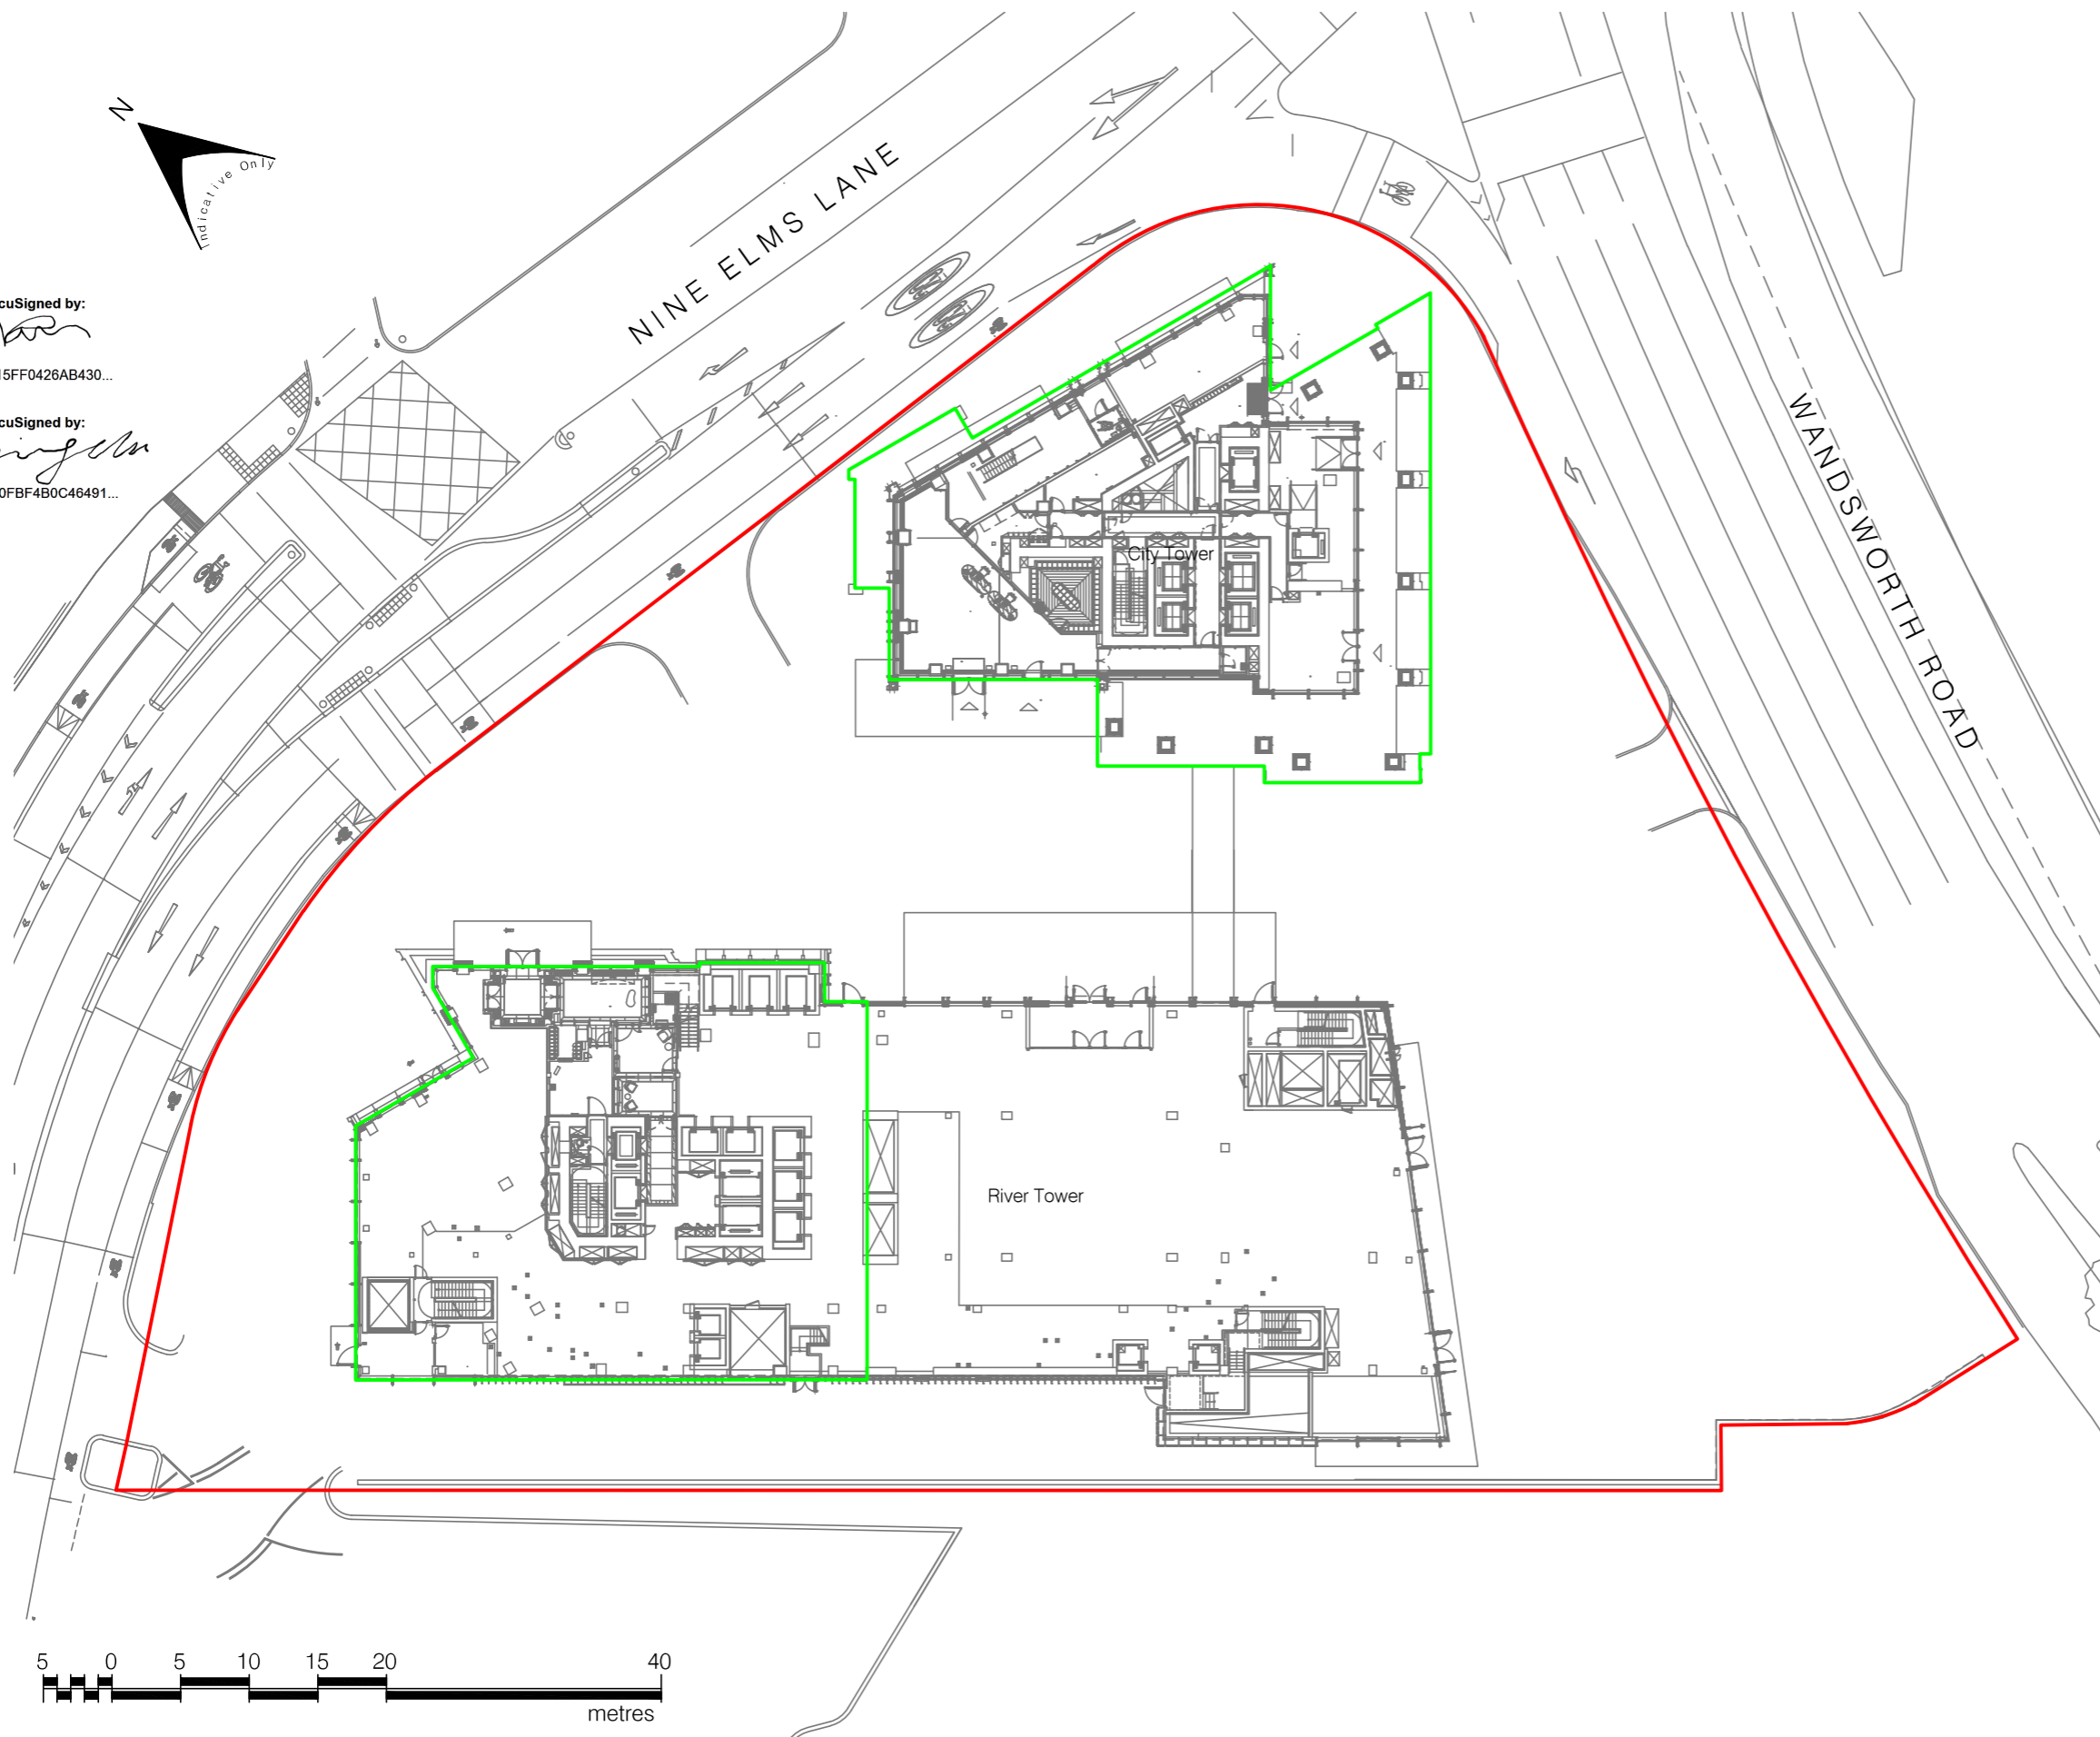 N
Indicative Only
cuSigned by:
15FF0426AB430...
cuSigned by:
0FBF4B0C46491...
NINE ELMS LANE
WANDSWORTH ROAD
City Tower
River Tower
5 0 5 10 15 20 40
metres